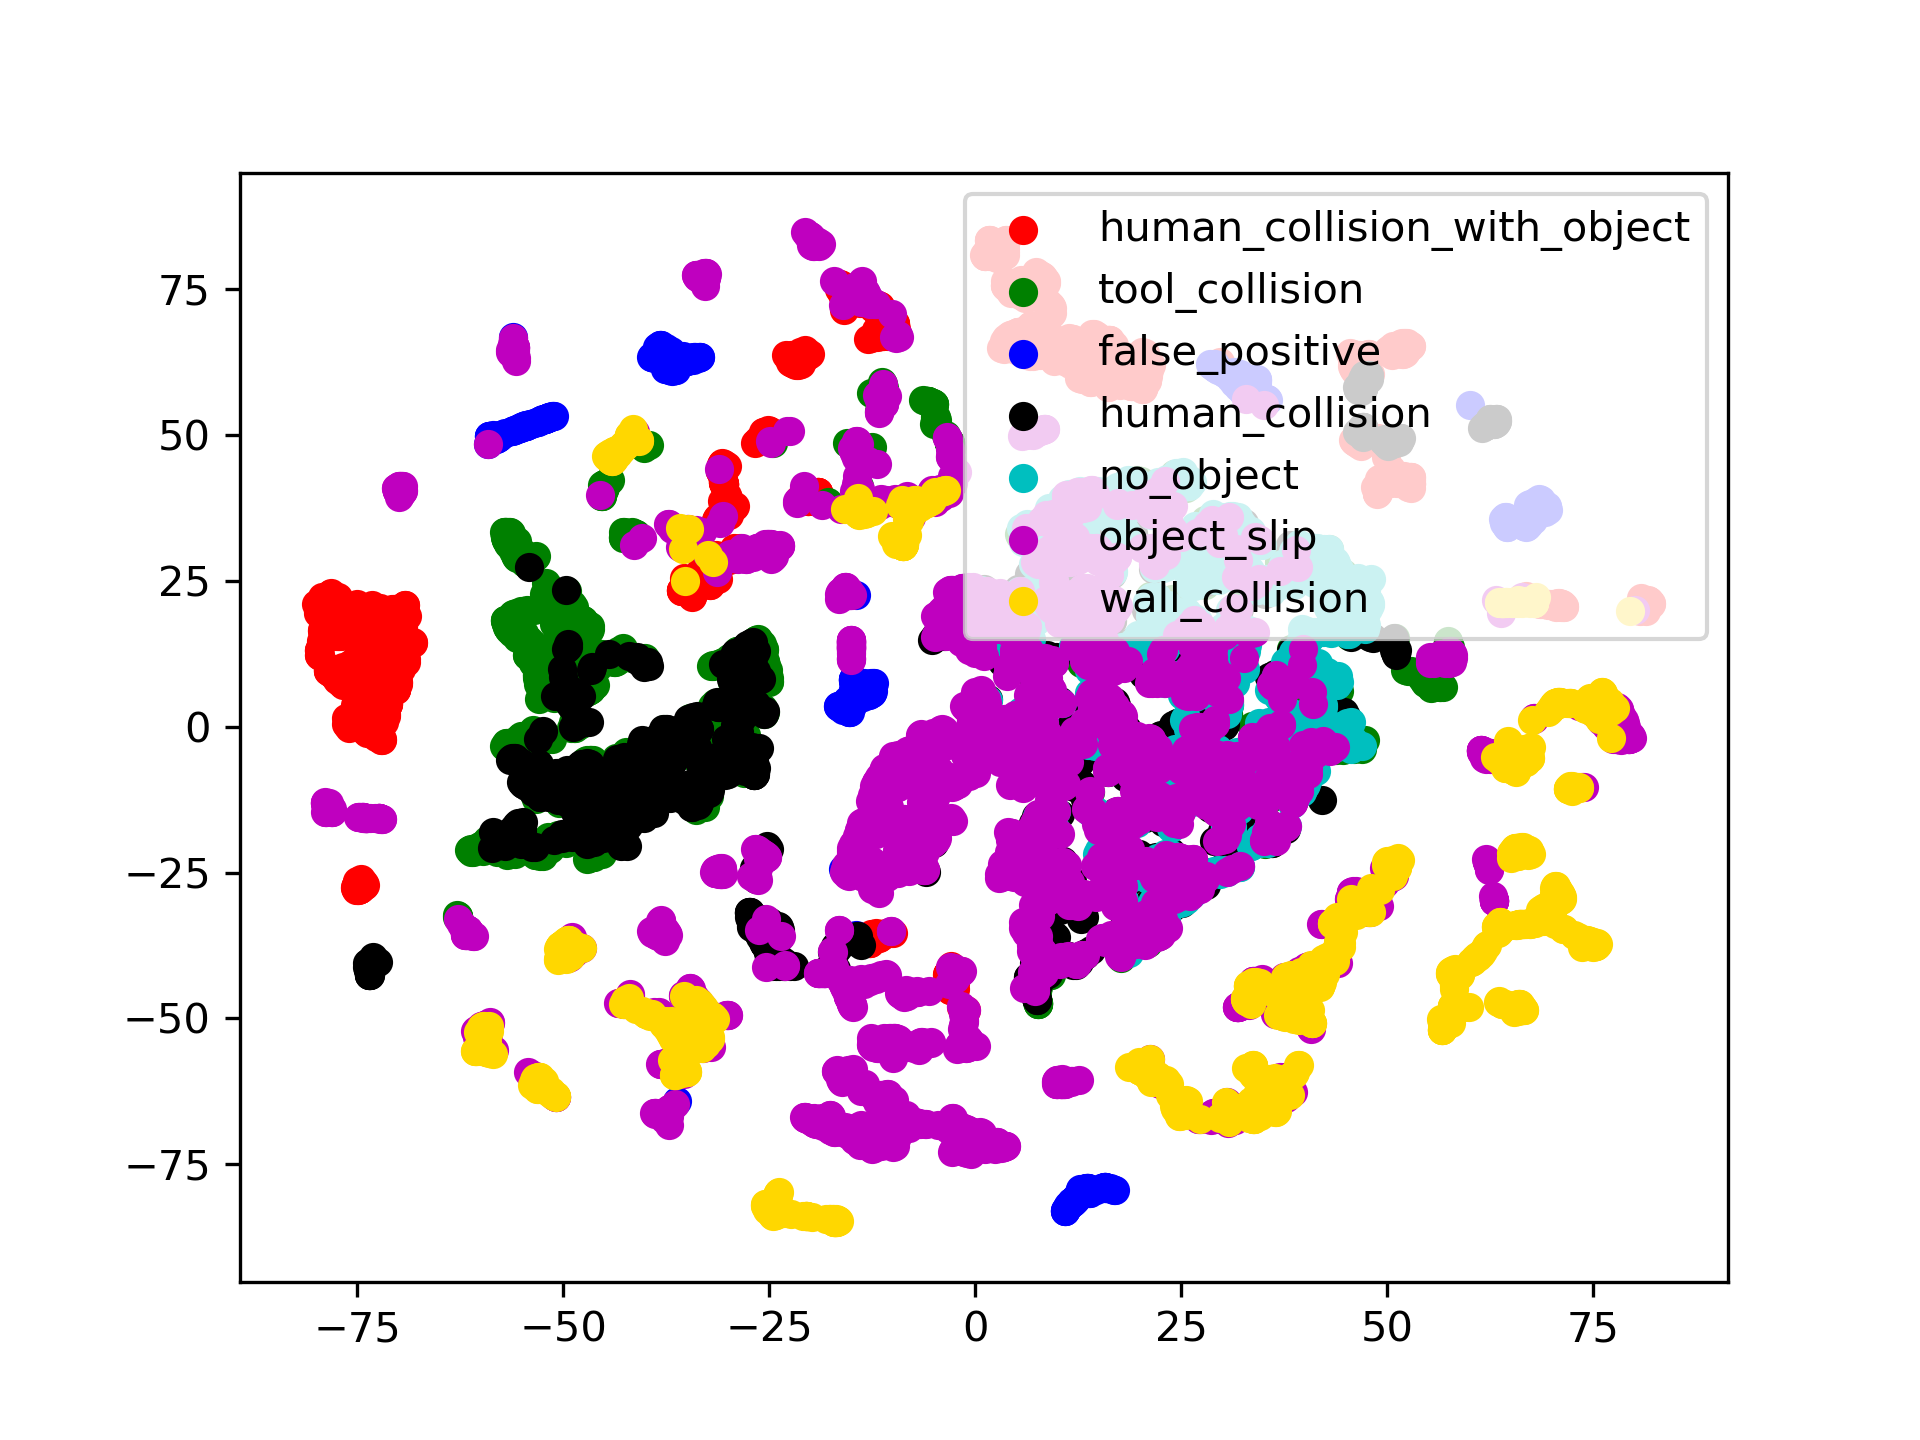 human_collision_with_object
tool_collision
false_positive
human_collision
no_object
object_slip
wall_collision
75
50
25
0
−25
−50
−75
−75
−50
−25
0
25
50
75